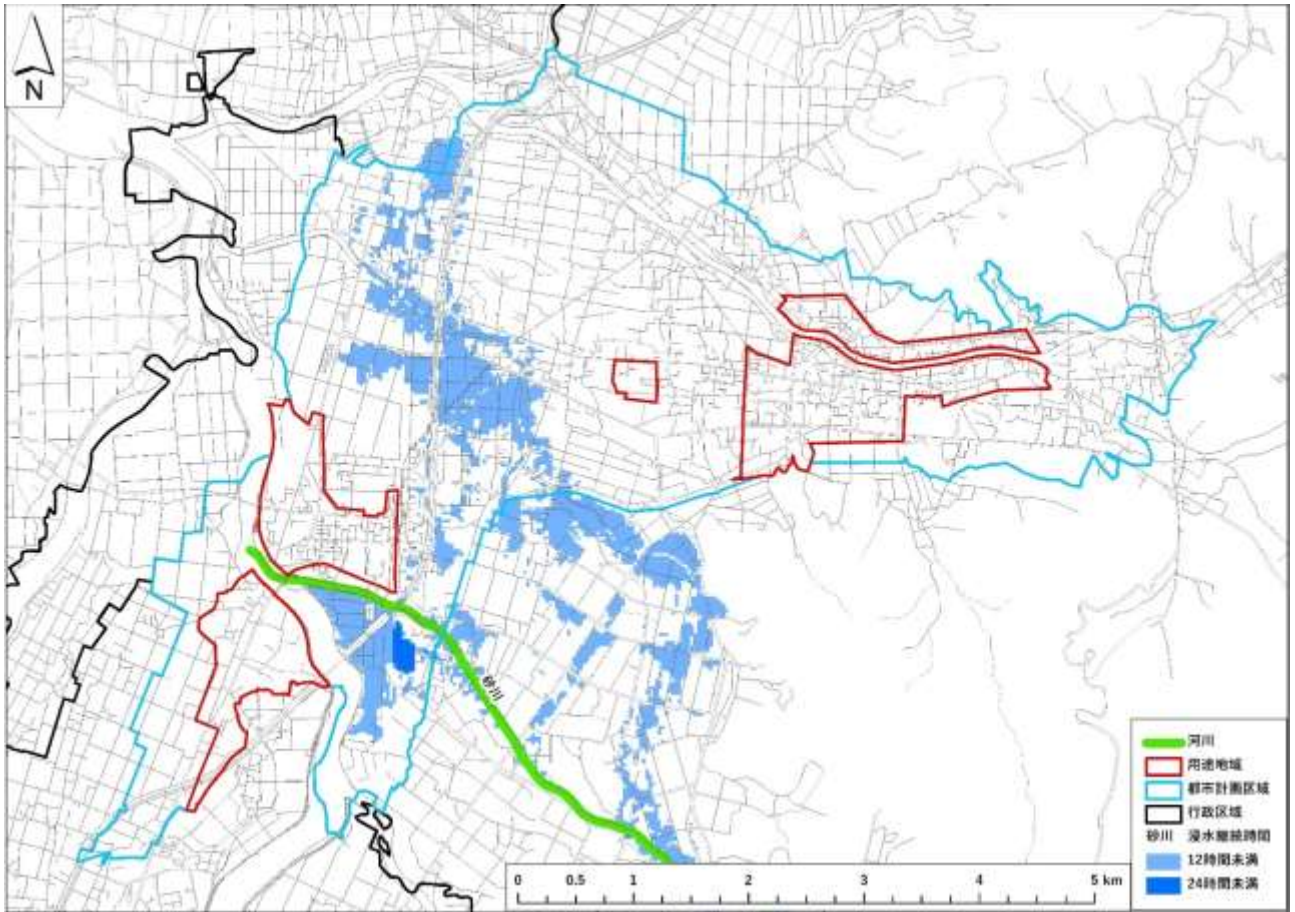 N
砂川
河川
用途地域
都市計画区域
行政区域
砂川 浸水継続時間
12時間未満
24時間未満
0 0.5 1 2 3 4 5 km